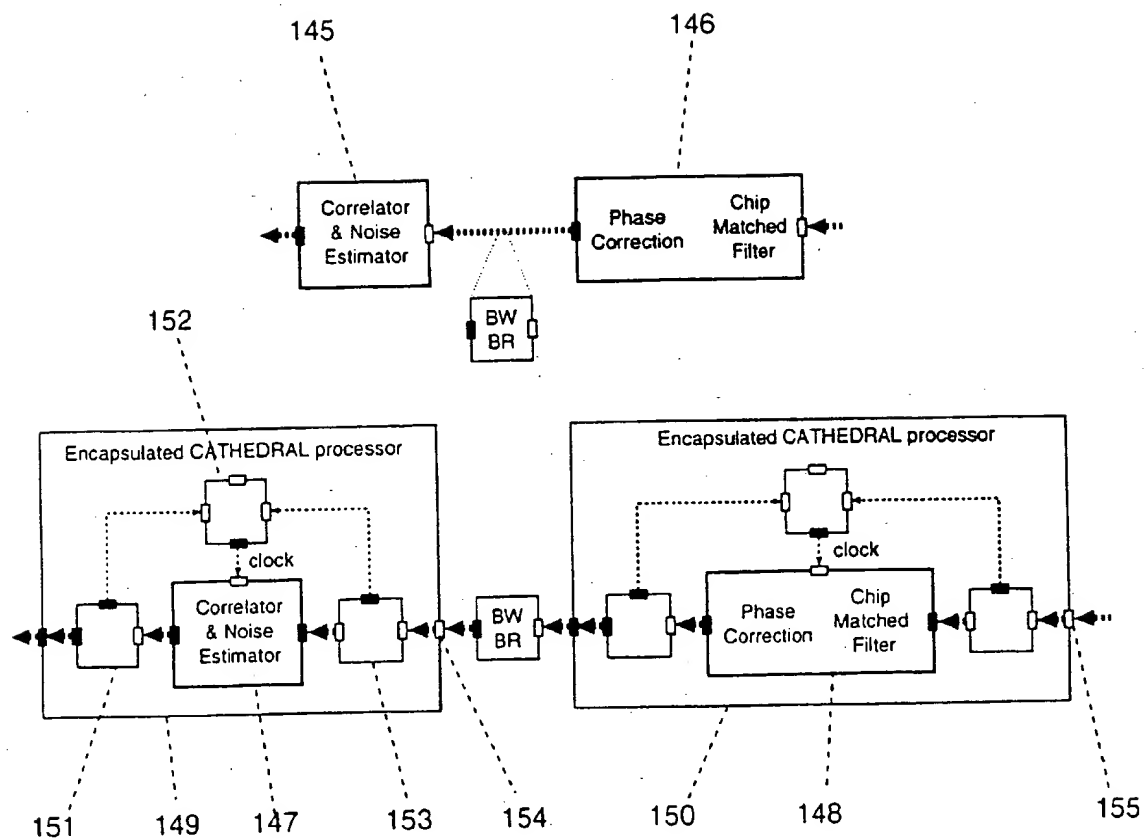 145
146
Correlator
& Noise
Estimator
Phase
Correction
Chip
Matched
Filter
BW
BR
152
Encapsulated CATHEDRAL processor
clock
Correlator
& Noise
Estimator
BW
BR
Encapsulated CATHEDRAL processor
clock
Phase
Correction
Chip
Matched
Filter
151
149
147
153
154
150
148
155